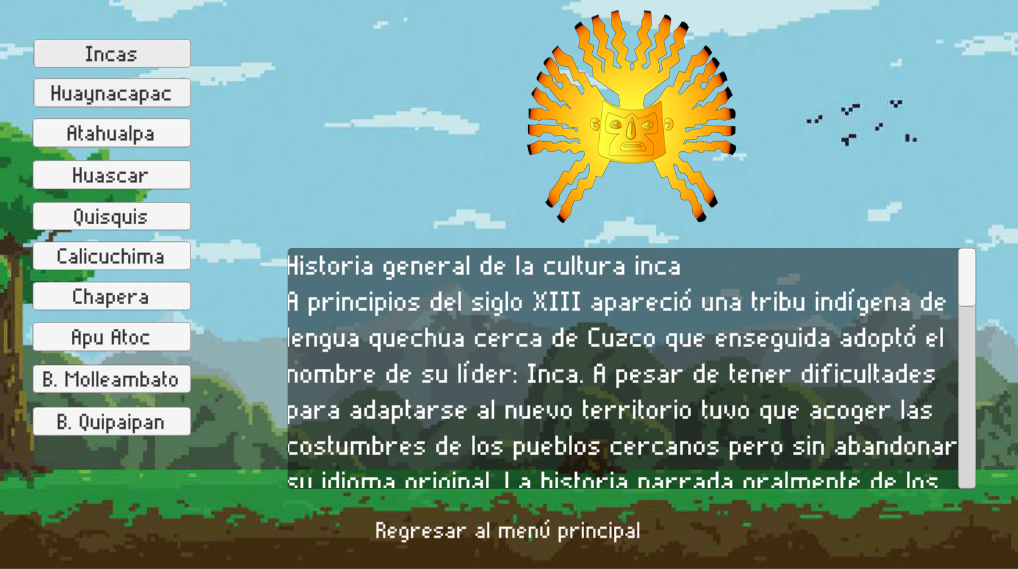 Incas
Huaynacapac
Atahualpa
Huascar
Quisquis
Calicuchima
Chapera
Apu Atoc
B. Molleambato
B. Quipaipan
Historia general de la cultura inca
A principios del siglo XIII apareció una tribu indígena de
lengua quechua cerca de Cuzco que enseguida adoptó el
nombre de su líder: Inca. A pesar de tener dificultades
para adaptarse al nuevo territorio tuvo que acoger las
costumbres de los pueblos cercanos pero sin abandonar
su idioma original. La historia narrada oralmente de los
Regresar al menú principal